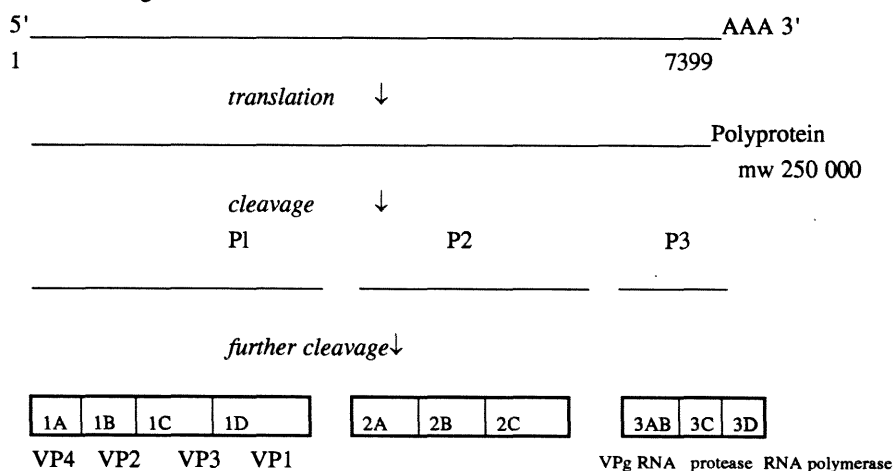 5' AAA 3'
1 7399
translation ↓
Polyprotein
mw 250 000
cleavage ↓
P1 P2 P3
further cleavage↓
1A 1B 1C 1D 2A 2B 2C 3AB 3C 3D
VP4 VP2 VP3 VP1 VPg RNA protease RNA polymerase